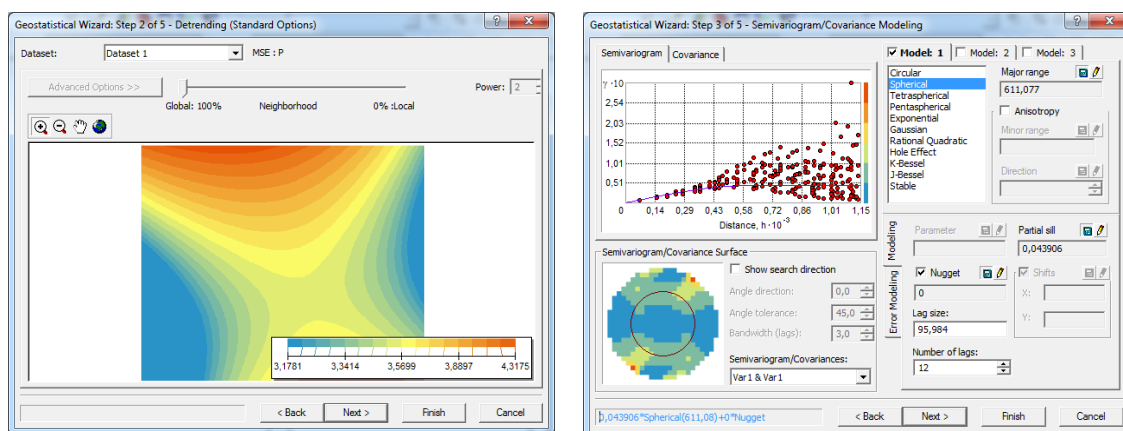 Geostatistical Wizard: Step 2 of 5 - Detrending (Standard Options)
Dataset: Dataset 1 MSE : P
Advanced Options >> Power: 2
Global: 100% Neighborhood 0% :Local
3,1781 3,3414 3,5699 3,8897 4,3175
< Back Next > Finish Cancel
Geostatistical Wizard: Step 3 of 5 - Semivariogram/Covariance Modeling
Semivariogram Covariance
γ·10
2,54
2,03
1,52
1,01
0,51
0 0,14 0,29 0,43 0,58 0,72 0,86 1,01 1,15
Distance, h·10⁻³
Semivariogram/Covariance Surface
Show search direction
Angle direction: 0,0
Angle tolerance: 45,0
Bandwidth (lags): 3,0
Semivariogram/Covariances:
Var1 & Var1
Model: 1 Model: 2 Model: 3
Circular
Spherical
Tetraspherical
Pentaspherical
Exponential
Gaussian
Rational Quadratic
Hole Effect
K-Bessel
J-Bessel
Stable
Major range
611,077
Anisotropy
Minor range
Direction
Modeling
Error Modeling
Parameter
Partial sill
0,043906
Nugget
0
Shifts
X:
Y:
Lag size:
95,984
Number of lags:
12
0,043906*Spherical(611,08)+0*Nugget
< Back Next > Finish Cancel